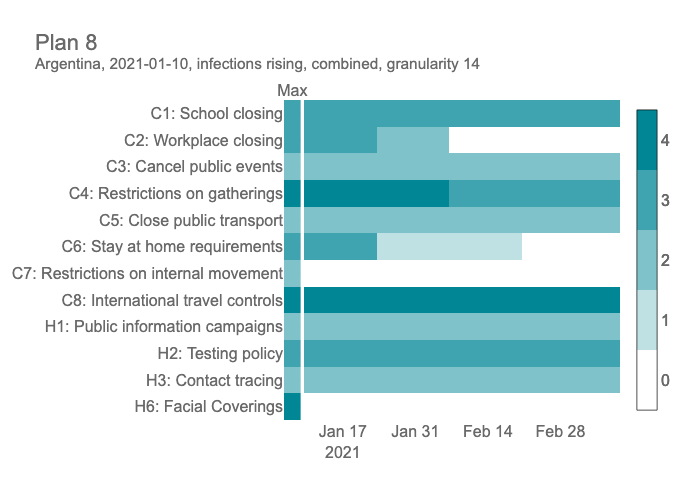 Plan 8
Argentina, 2021-01-10, infections rising, combined, granularity 14
Max
C1: School closing
C2: Workplace closing
C3: Cancel public events
C4: Restrictions on gatherings
C5: Close public transport
C6: Stay at home requirements
C7: Restrictions on internal movement
C8: International travel controls
H1: Public information campaigns
H2: Testing policy
H3: Contact tracing
H6: Facial Coverings
Jan 17 Jan 31 Feb 14 Feb 28
2021
4
3
2
1
0